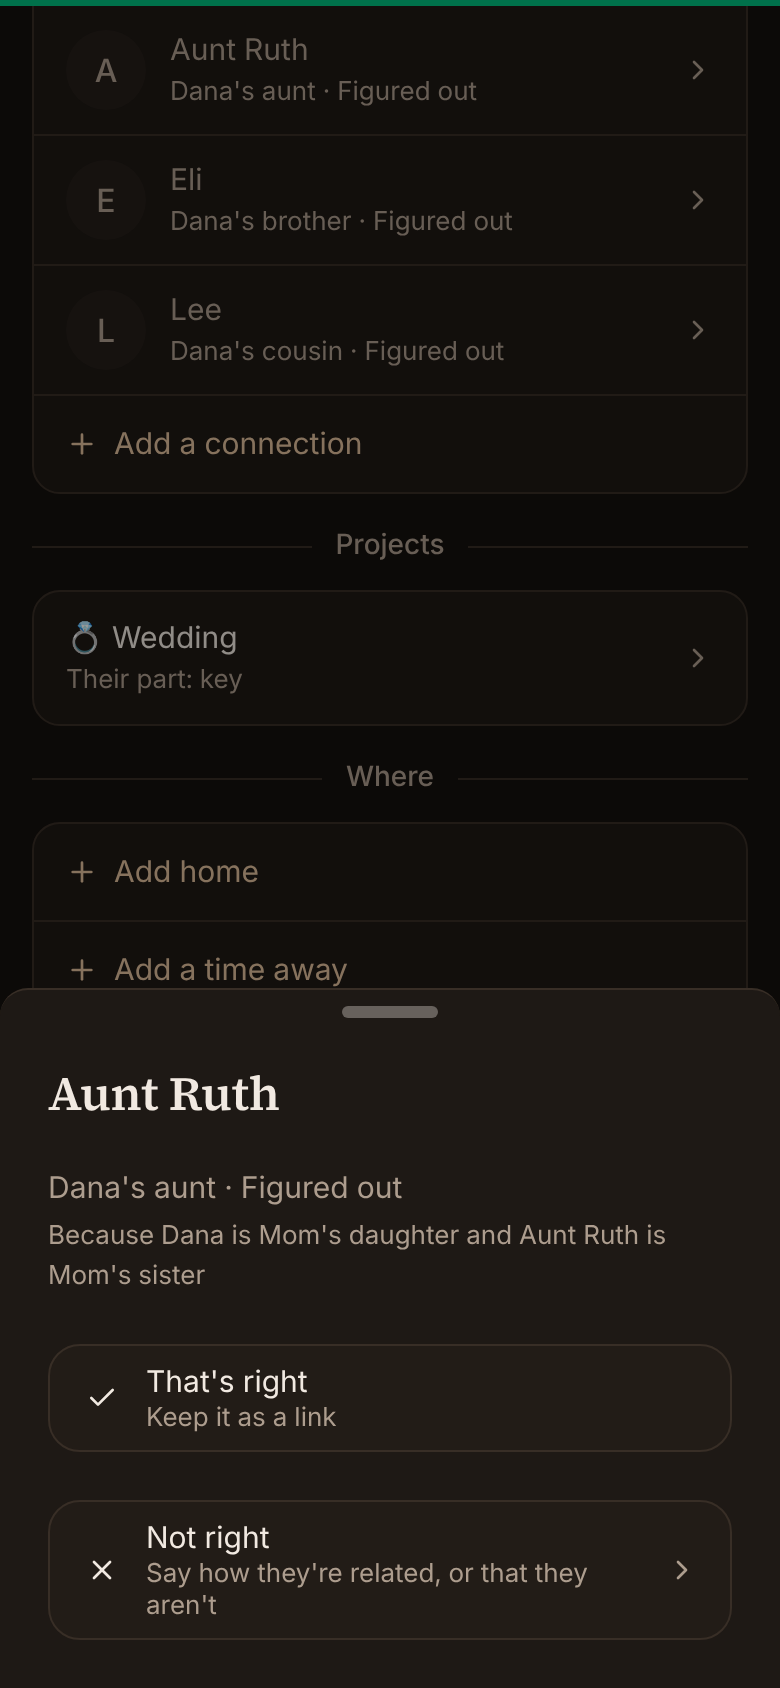 A
Aunt Ruth
Dana's aunt · Figured out
E
Eli
Dana's brother · Figured out
L
Lee
Dana's cousin · Figured out
+ Add a connection
Projects
💍 Wedding
Their part: key
Where
+ Add home
+ Add a time away
Aunt Ruth
Dana's aunt · Figured out
Because Dana is Mom's daughter and Aunt Ruth is
Mom's sister
That's right
Keep it as a link
Not right
Say how they're related, or that they
aren't